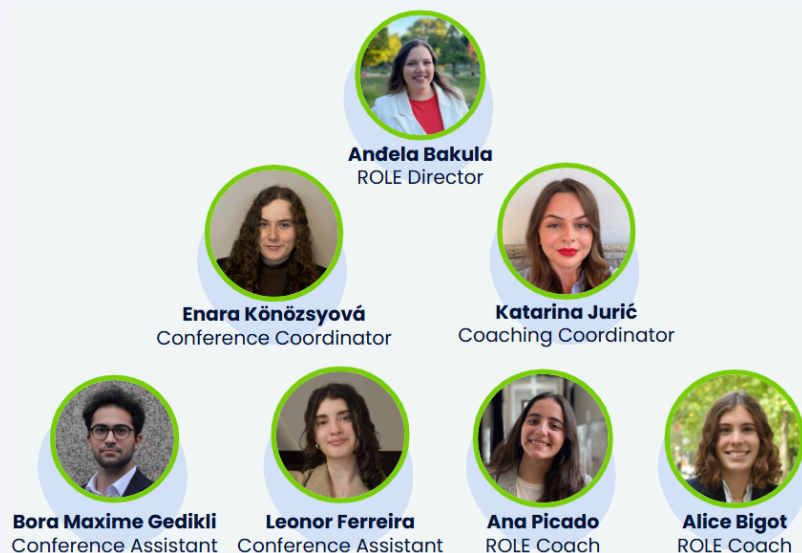 Anđela Bakula
ROLE Director
Enara Könözsyová
Conference Coordinator
Katarina Jurić
Coaching Coordinator
Bora Maxime Gedikli
Conference Assistant
Leonor Ferreira
Conference Assistant
Ana Picado
ROLE Coach
Alice Bigot
ROLE Coach